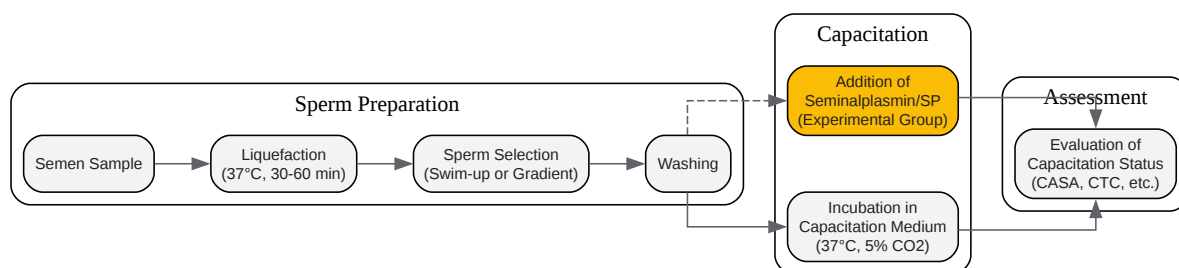 Sperm Preparation
Semen Sample
Liquefaction
(37°C, 30-60 min)
Sperm Selection
(Swim-up or Gradient)
Washing
Capacitation
Addition of
Seminalplasmin/SP
(Experimental Group)
Incubation in
Capacitation Medium
(37°C, 5% CO2)
Assessment
Evaluation of
Capacitation Status
(CASA, CTC, etc.)